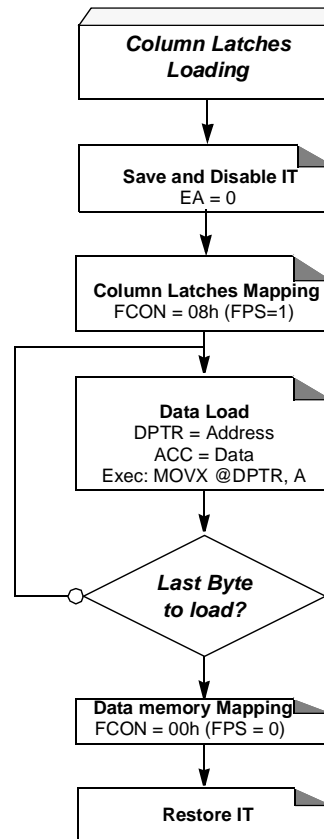 Column Latches
Loading
Save and Disable IT
EA = 0
Column Latches Mapping
FCON = 08h (FPS=1)
Data Load
DPTR = Address
ACC = Data
Exec: MOVX @DPTR, A
Last Byte
to load?
Data memory Mapping
FCON = 00h (FPS = 0)
Restore IT